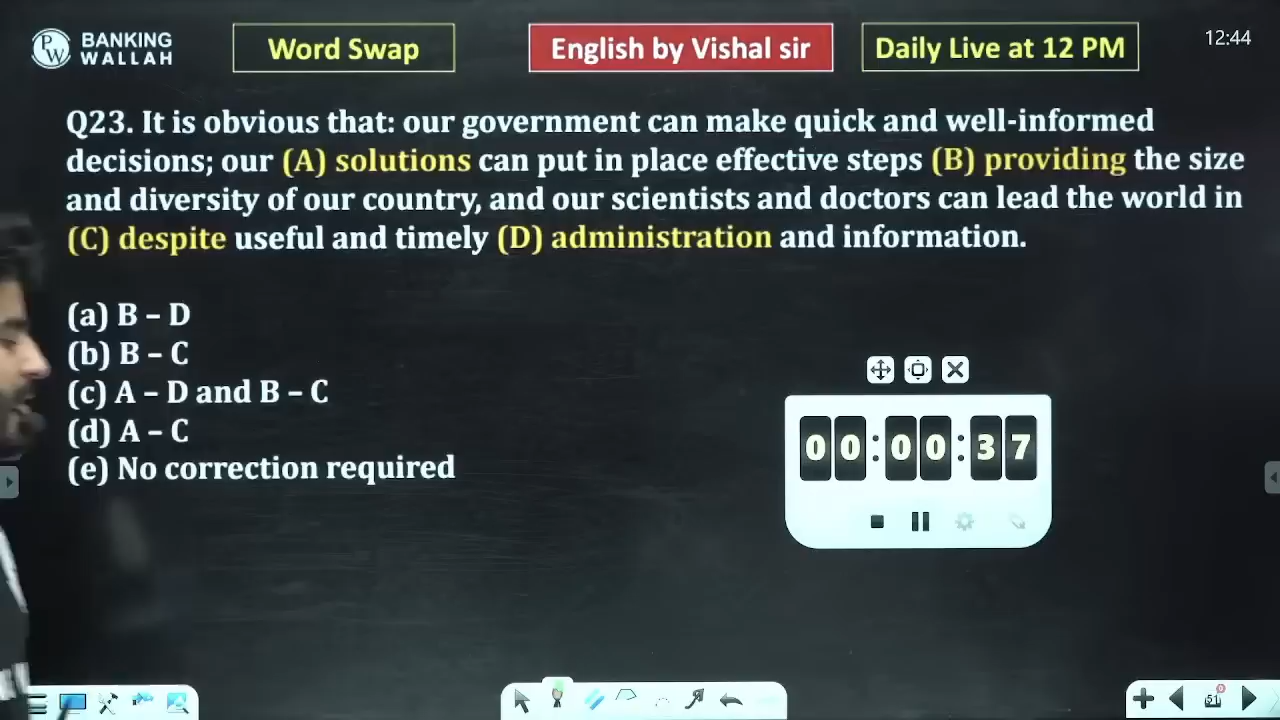 PW BANKING WALLAH
Word Swap
English by Vishal sir
Daily Live at 12 PM
12:44
Q23. It is obvious that: our government can make quick and well-informed
decisions; our (A) solutions can put in place effective steps (B) providing the size
and diversity of our country, and our scientists and doctors can lead the world in
(C) despite useful and timely (D) administration and information.
(a) B – D
(b) B – C
(c) A – D and B – C
(d) A – C
(e) No correction required
00:00:37
51